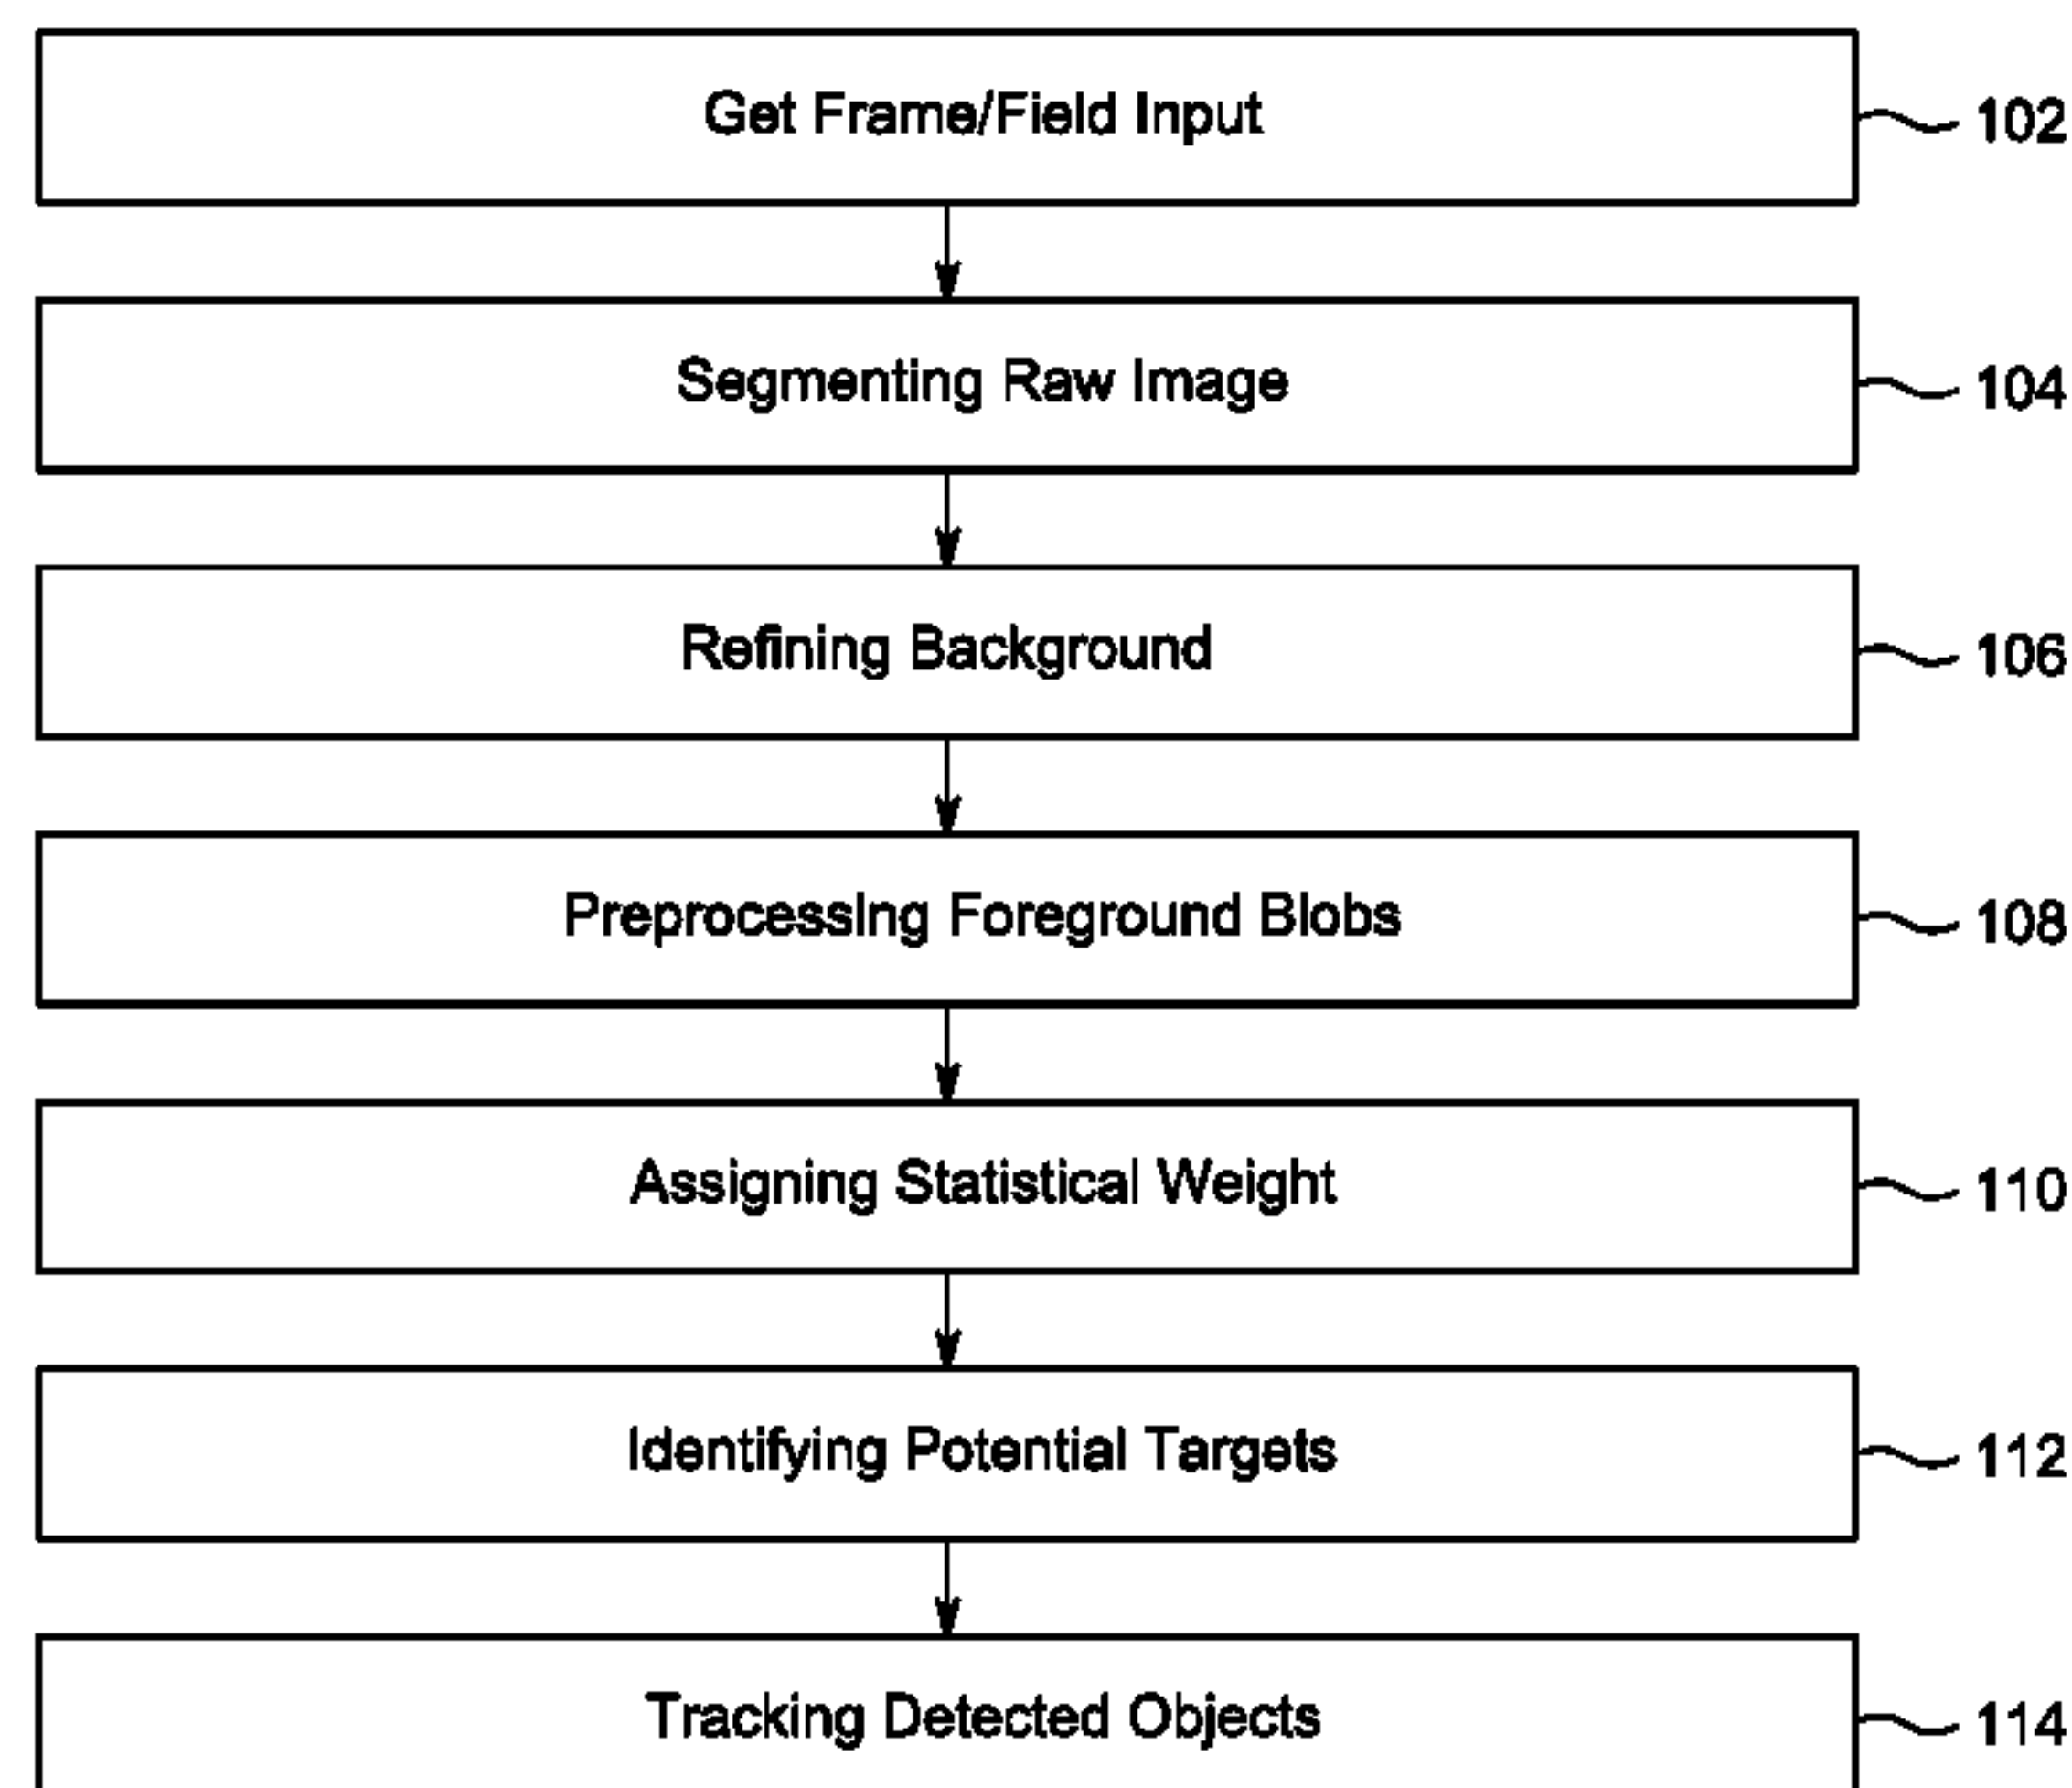 Get Frame/Field Input
102
Segmenting Raw Image
104
Refining Background
106
Preprocessing Foreground Blobs
108
Assigning Statistical Weight
110
Identifying Potential Targets
112
Tracking Detected Objects
114